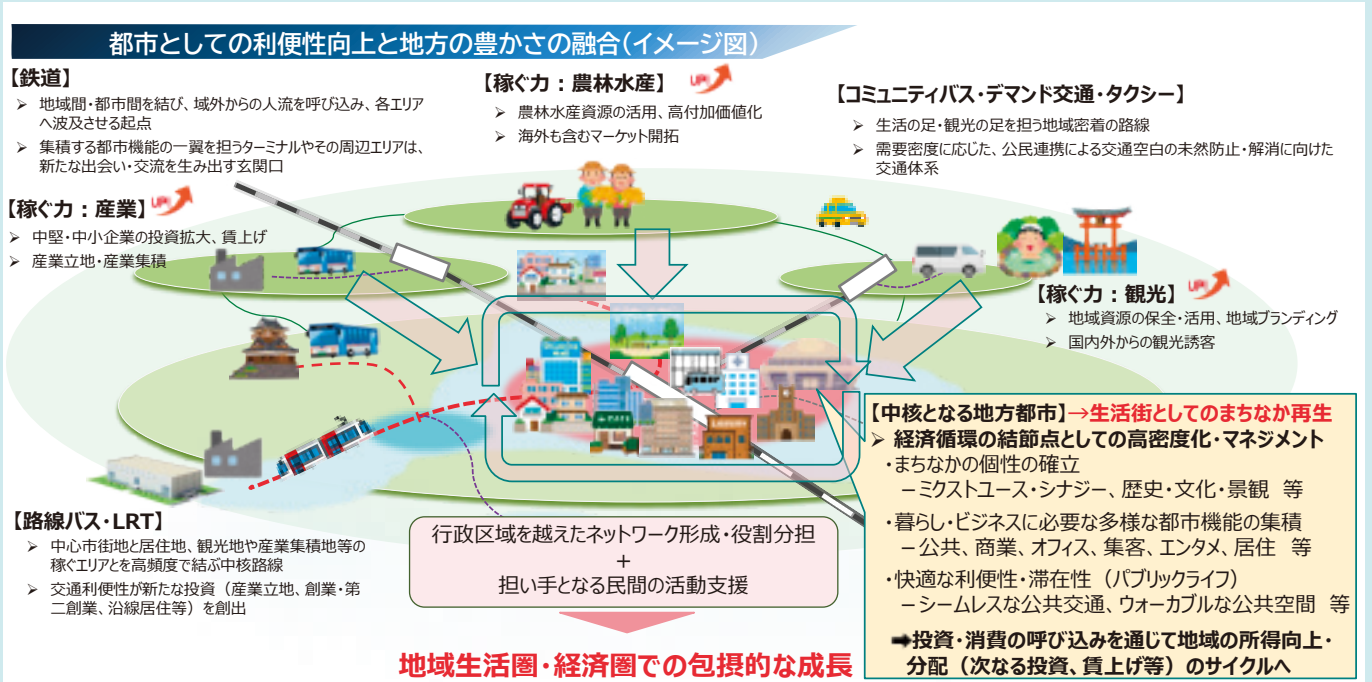 都市としての利便性向上と地方の豊かさの融合(イメージ図)
【鉄道】
➢ 地域間・都市間を結び、域外からの人流を呼び込み、各エリア
へ波及させる起点
➢ 集積する都市機能の一翼を担うターミナルやその周辺エリアは、
新たな出会い・交流を生み出す玄関口
【稼ぐ力：産業】UP!
➢ 中堅・中小企業の投資拡大、賃上げ
➢ 産業立地・産業集積
【稼ぐ力：農林水産】 UP!
➢ 農林水産資源の活用、高付加価値化
➢ 海外も含むマーケット開拓
【コミュニティバス・デマンド交通・タクシー】
➢ 生活の足・観光の足を担う地域密着の路線
➢ 需要密度に応じた、公民連携による交通空白の未然防止・解消に向けた
交通体系
【稼ぐ力：観光】 UP!
➢ 地域資源の保全・活用、地域ブランディング
➢ 国内外からの観光誘客
【路線バス・LRT】
➢ 中心市街地と居住地、観光地や産業集積地等の
稼ぐエリアとを高頻度で結ぶ中核路線
➢ 交通利便性が新たな投資（産業立地、創業・第
二創業、沿線居住等）を創出
行政区域を越えたネットワーク形成・役割分担
+
担い手となる民間の活動支援
地域生活圏・経済圏での包摂的な成長
【中核となる地方都市】→生活街としてのまちなか再生
➢ 経済循環の結節点としての高密度化・マネジメント
・まちなかの個性の確立
－ミクストユース・シナジー、歴史・文化・景観 等
・暮らし・ビジネスに必要な多様な都市機能の集積
－公共、商業、オフィス、集客、エンタメ、居住 等
・快適な利便性・滞在性（パブリックライフ）
－シームレスな公共交通、ウォーカブルな公共空間 等
➡投資・消費の呼び込みを通じて地域の所得向上・
分配（次なる投資、賃上げ等）のサイクルへ